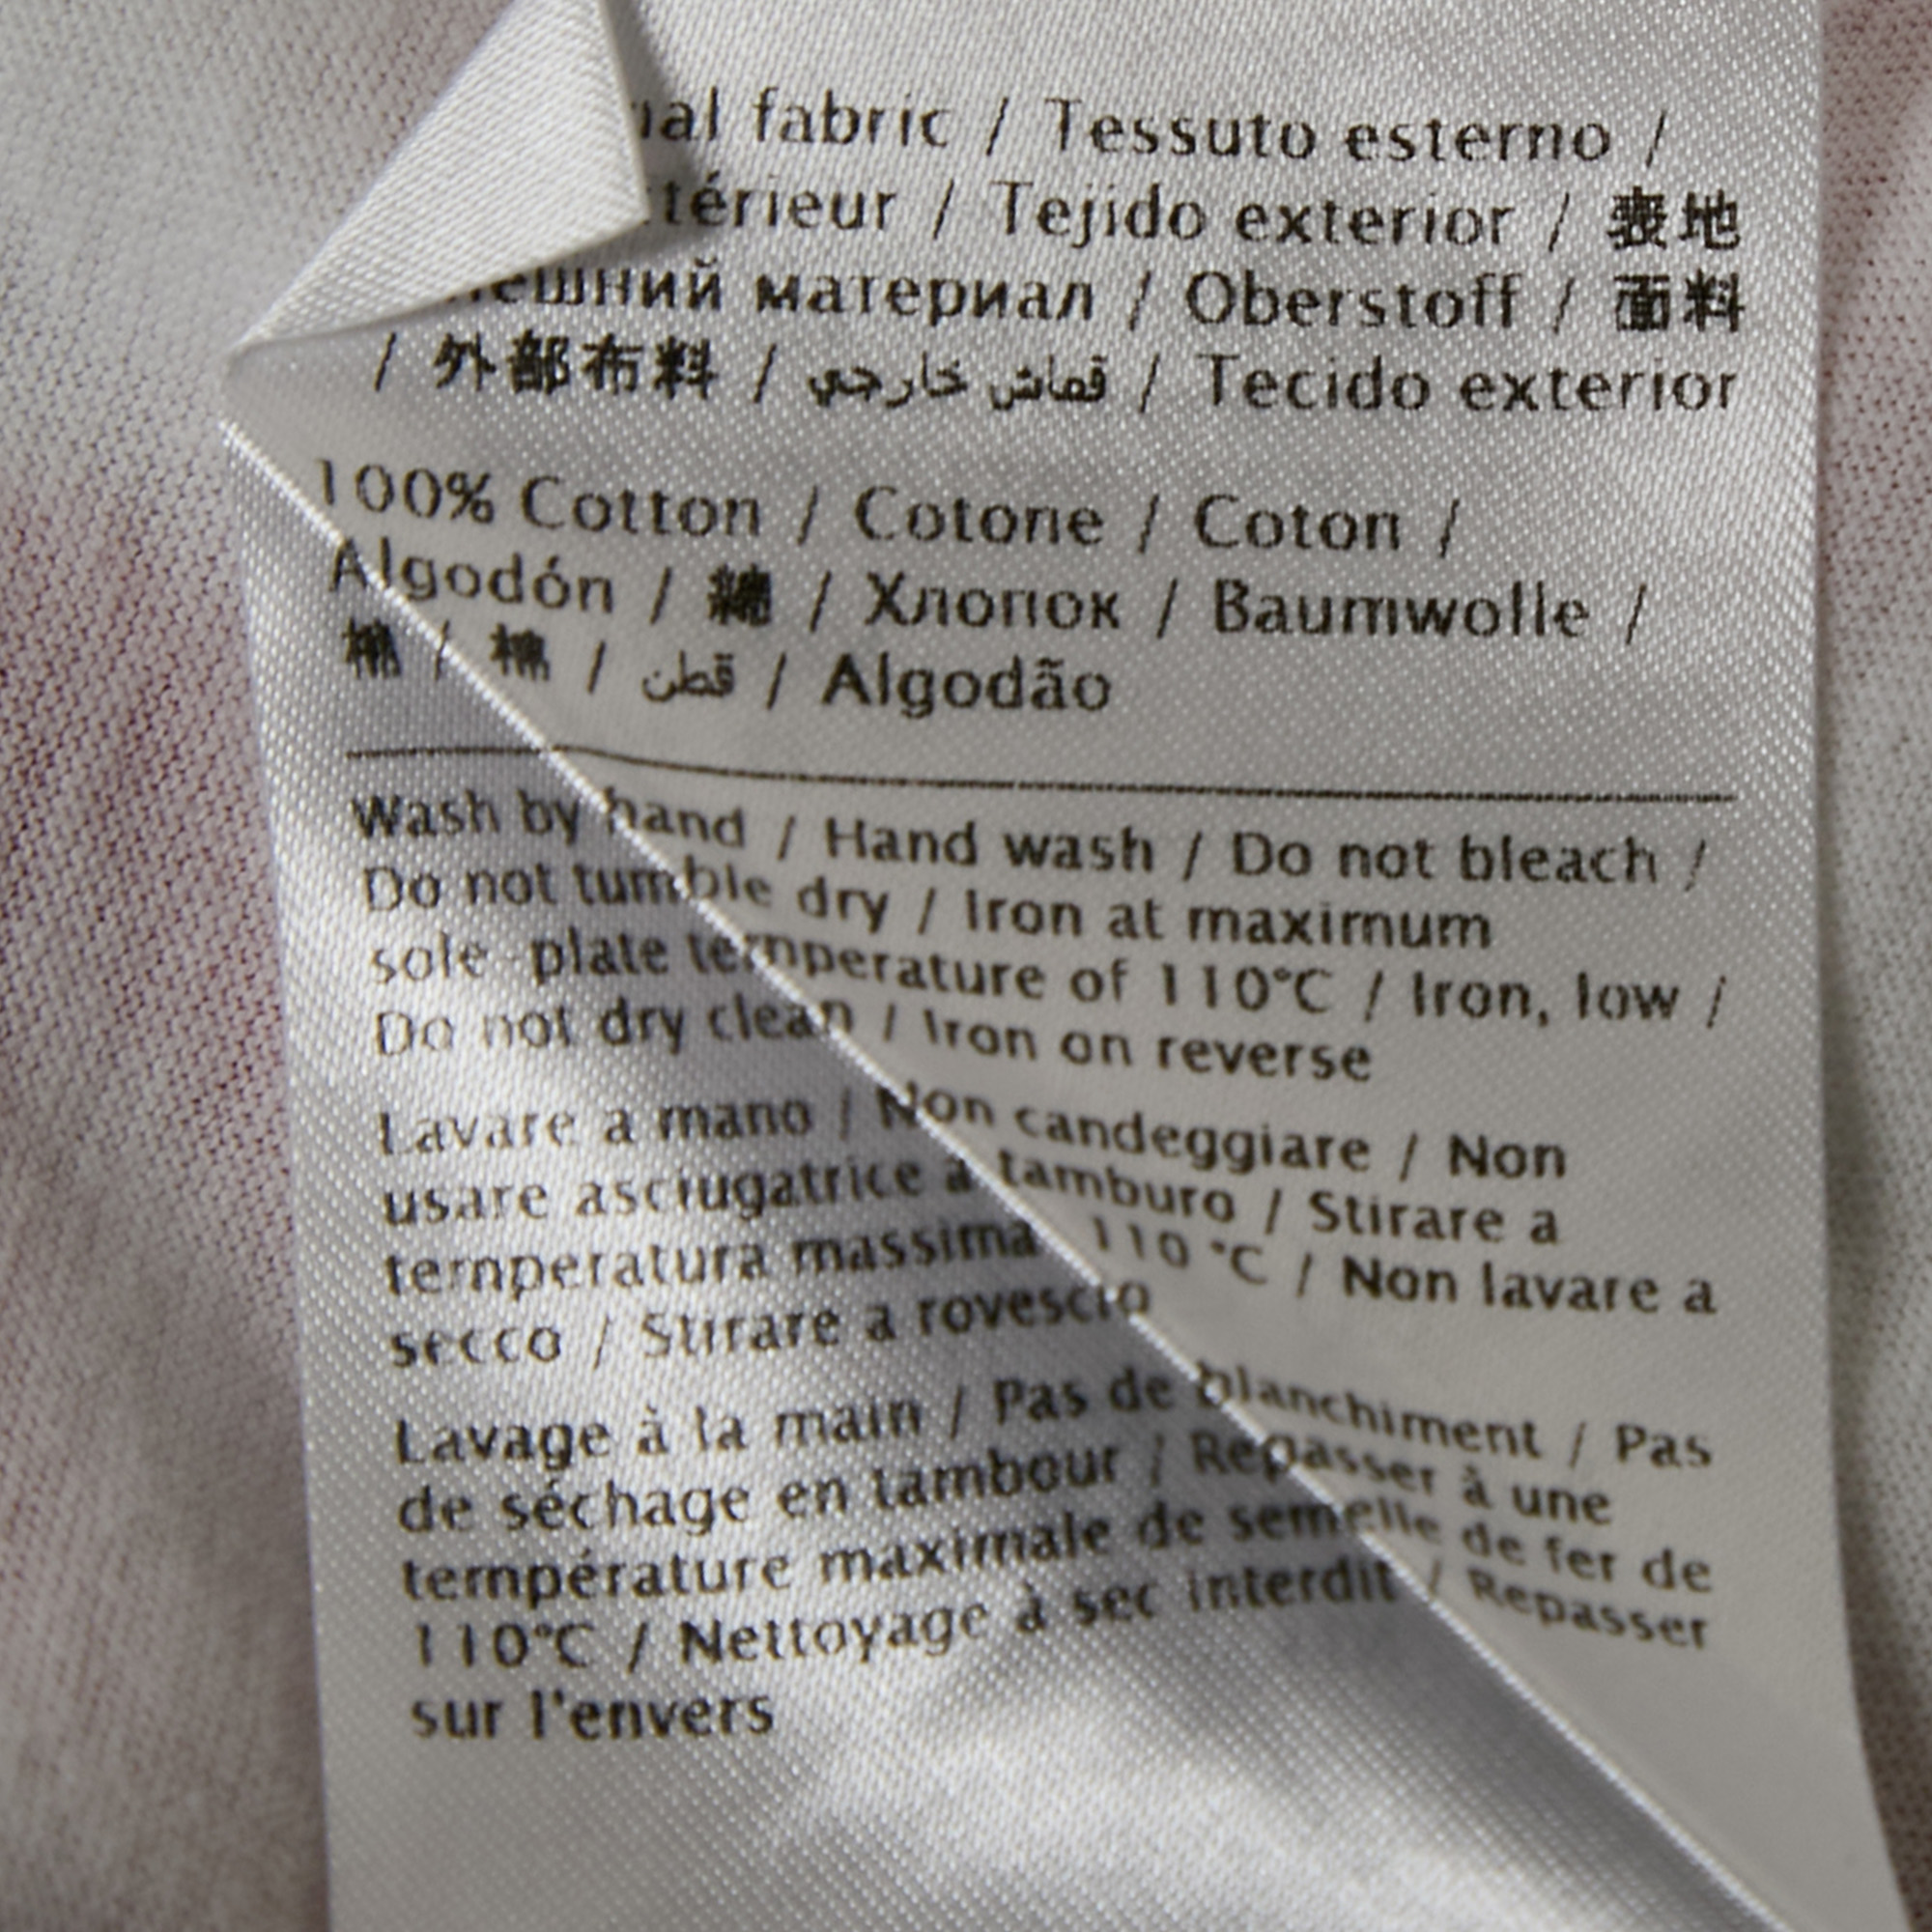 fabric / Tessuto esterno /
/ Tejido exterior / 表地
материал / Oberstoff / 面料
/ 外部布料 / قماش خارجي / Tecido exterior
100% Cotton / Cotone / Coton /
Algodón / 綿 / Хлопок / Baumwolle /
棉 / 棉 / قطن / Algodão
Wash by hand / Hand wash / Do not bleach /
Do not tumble dry / Iron at maximum
sole plate temperature of 110°C / Iron, low /
Do not dry clean / Iron on reverse
Lavare a mano / Non candeggiare / Non
usare asciugatrice a tamburo / Stirare a
temperatura massima 110 °C / Non lavare a
secco / Stirare a rovescio
Lavage à la main / Pas de blanchiment / Pas
de séchage en tambour / Repasser à une
température maximale de semelle de fer de
110°C / Nettoyage à sec interdit / Repasser
sur l'envers